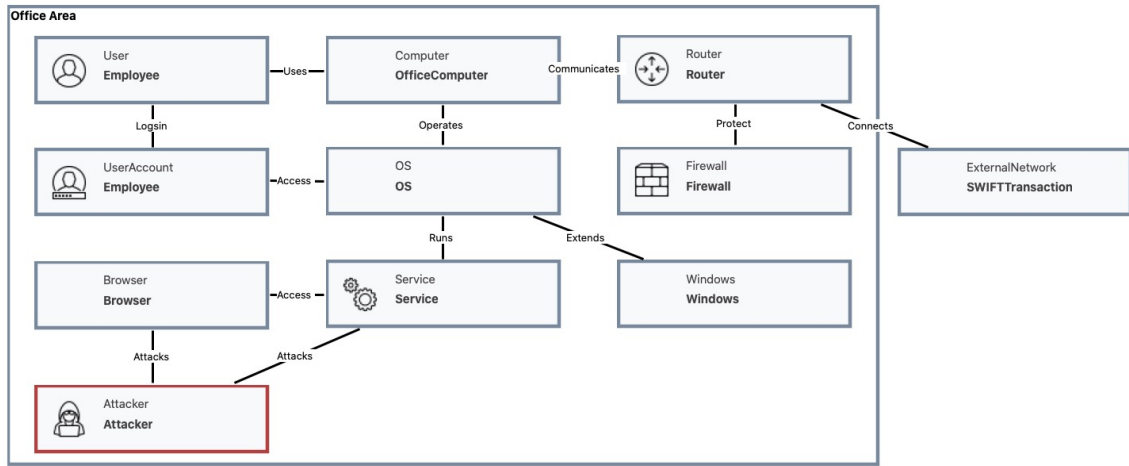 Office Area
User
Employee
Uses
Computer
OfficeComputer
Communicates
Router
Router
Logsin
Operates
Protect
Connects
UserAccount
Employee
Access
OS
OS
Firewall
Firewall
ExternalNetwork
SWIFTTransaction
Runs
Extends
Browser
Browser
Access
Service
Service
Windows
Windows
Attacks
Attacks
Attacker
Attacker